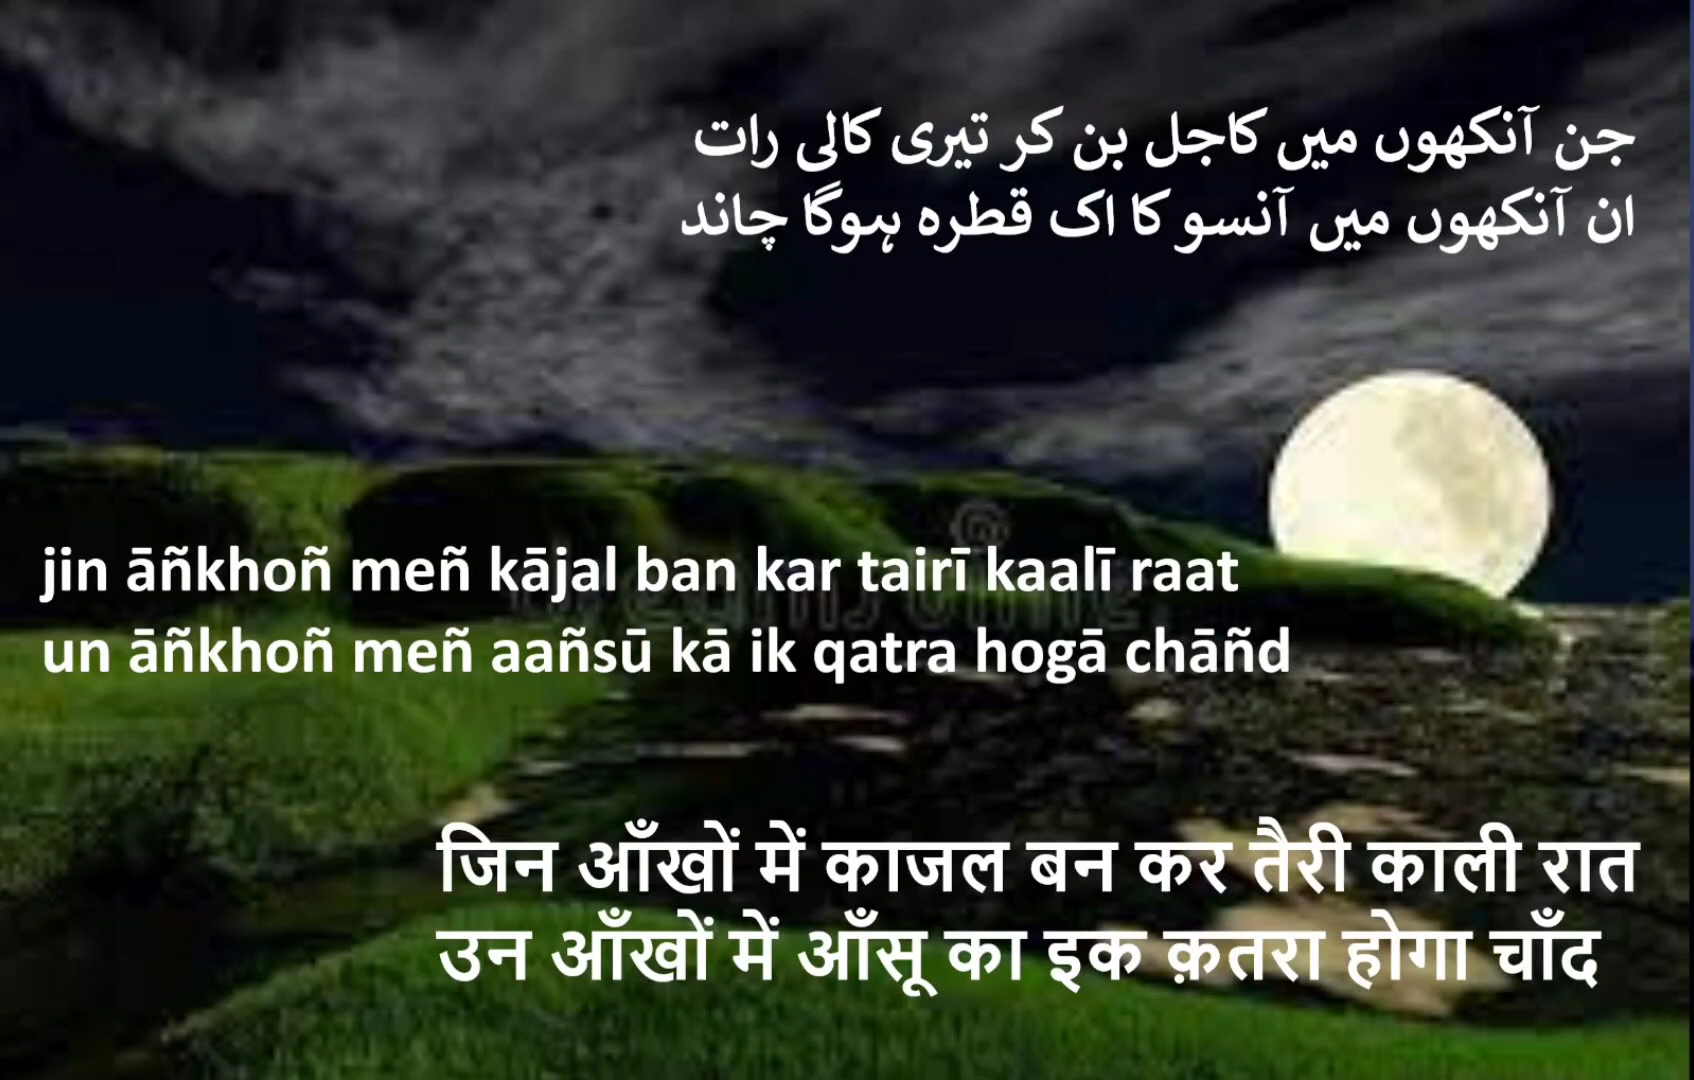 جن آنکھوں میں کاجل بن کر تیری کالی رات
ان آنکھوں میں آنسو کا اک قطرہ ہوگا چاند
jin āñkhoñ meñ kājal ban kar tairī kaalī raat
un āñkhoñ meñ aañsū kā ik qatra hogā chāñd
जिन आँखों में काजल बन कर तैरी काली रात
उन आँखों में आँसू का इक क़तरा होगा चाँद